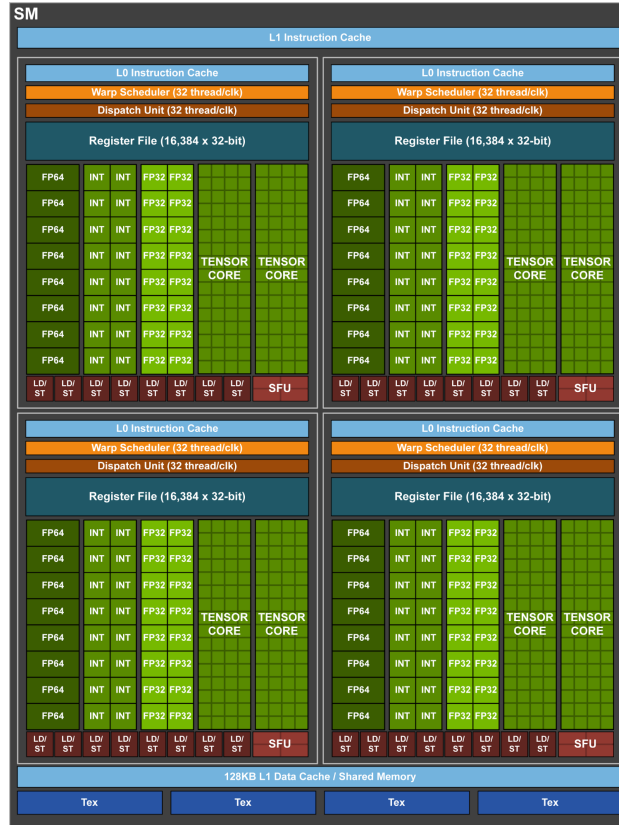 SM
L1 Instruction Cache
L0 Instruction Cache
Warp Scheduler (32 thread/clk)
Dispatch Unit (32 thread/clk)
Register File (16,384 x 32-bit)
FP64 INT INT FP32 FP32
FP64 INT INT FP32 FP32
FP64 INT INT FP32 FP32
FP64 INT INT FP32 FP32
TENSOR TENSOR
CORE CORE
FP64 INT INT FP32 FP32
FP64 INT INT FP32 FP32
FP64 INT INT FP32 FP32
FP64 INT INT FP32 FP32
LD/ LD/ LD/ LD/ LD/ LD/ LD/ LD/
ST ST ST ST ST ST ST ST
SFU
L0 Instruction Cache
Warp Scheduler (32 thread/clk)
Dispatch Unit (32 thread/clk)
Register File (16,384 x 32-bit)
FP64 INT INT FP32 FP32
FP64 INT INT FP32 FP32
FP64 INT INT FP32 FP32
FP64 INT INT FP32 FP32
TENSOR TENSOR
CORE CORE
FP64 INT INT FP32 FP32
FP64 INT INT FP32 FP32
FP64 INT INT FP32 FP32
FP64 INT INT FP32 FP32
LD/ LD/ LD/ LD/ LD/ LD/ LD/ LD/
ST ST ST ST ST ST ST ST
SFU
L0 Instruction Cache
Warp Scheduler (32 thread/clk)
Dispatch Unit (32 thread/clk)
Register File (16,384 x 32-bit)
FP64 INT INT FP32 FP32
FP64 INT INT FP32 FP32
FP64 INT INT FP32 FP32
FP64 INT INT FP32 FP32
TENSOR TENSOR
CORE CORE
FP64 INT INT FP32 FP32
FP64 INT INT FP32 FP32
FP64 INT INT FP32 FP32
FP64 INT INT FP32 FP32
LD/ LD/ LD/ LD/ LD/ LD/ LD/ LD/
ST ST ST ST ST ST ST ST
SFU
L0 Instruction Cache
Warp Scheduler (32 thread/clk)
Dispatch Unit (32 thread/clk)
Register File (16,384 x 32-bit)
FP64 INT INT FP32 FP32
FP64 INT INT FP32 FP32
FP64 INT INT FP32 FP32
FP64 INT INT FP32 FP32
TENSOR TENSOR
CORE CORE
FP64 INT INT FP32 FP32
FP64 INT INT FP32 FP32
FP64 INT INT FP32 FP32
FP64 INT INT FP32 FP32
LD/ LD/ LD/ LD/ LD/ LD/ LD/ LD/
ST ST ST ST ST ST ST ST
SFU
128KB L1 Data Cache / Shared Memory
Tex Tex Tex Tex